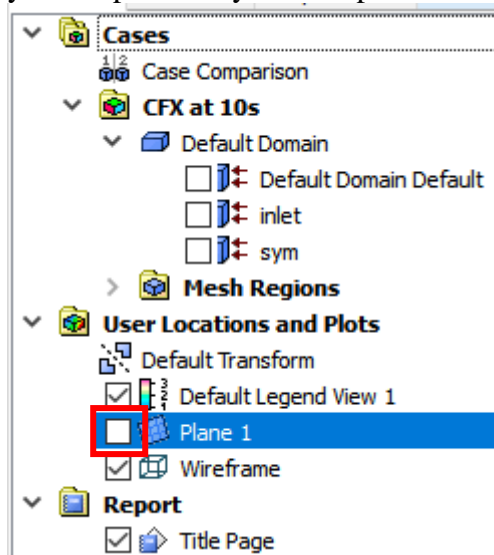 Cases
Case Comparison
CFX at 10s
Default Domain
Default Domain Default
inlet
sym
Mesh Regions
User Locations and Plots
Default Transform
Default Legend View 1
Plane 1
Wireframe
Report
Title Page